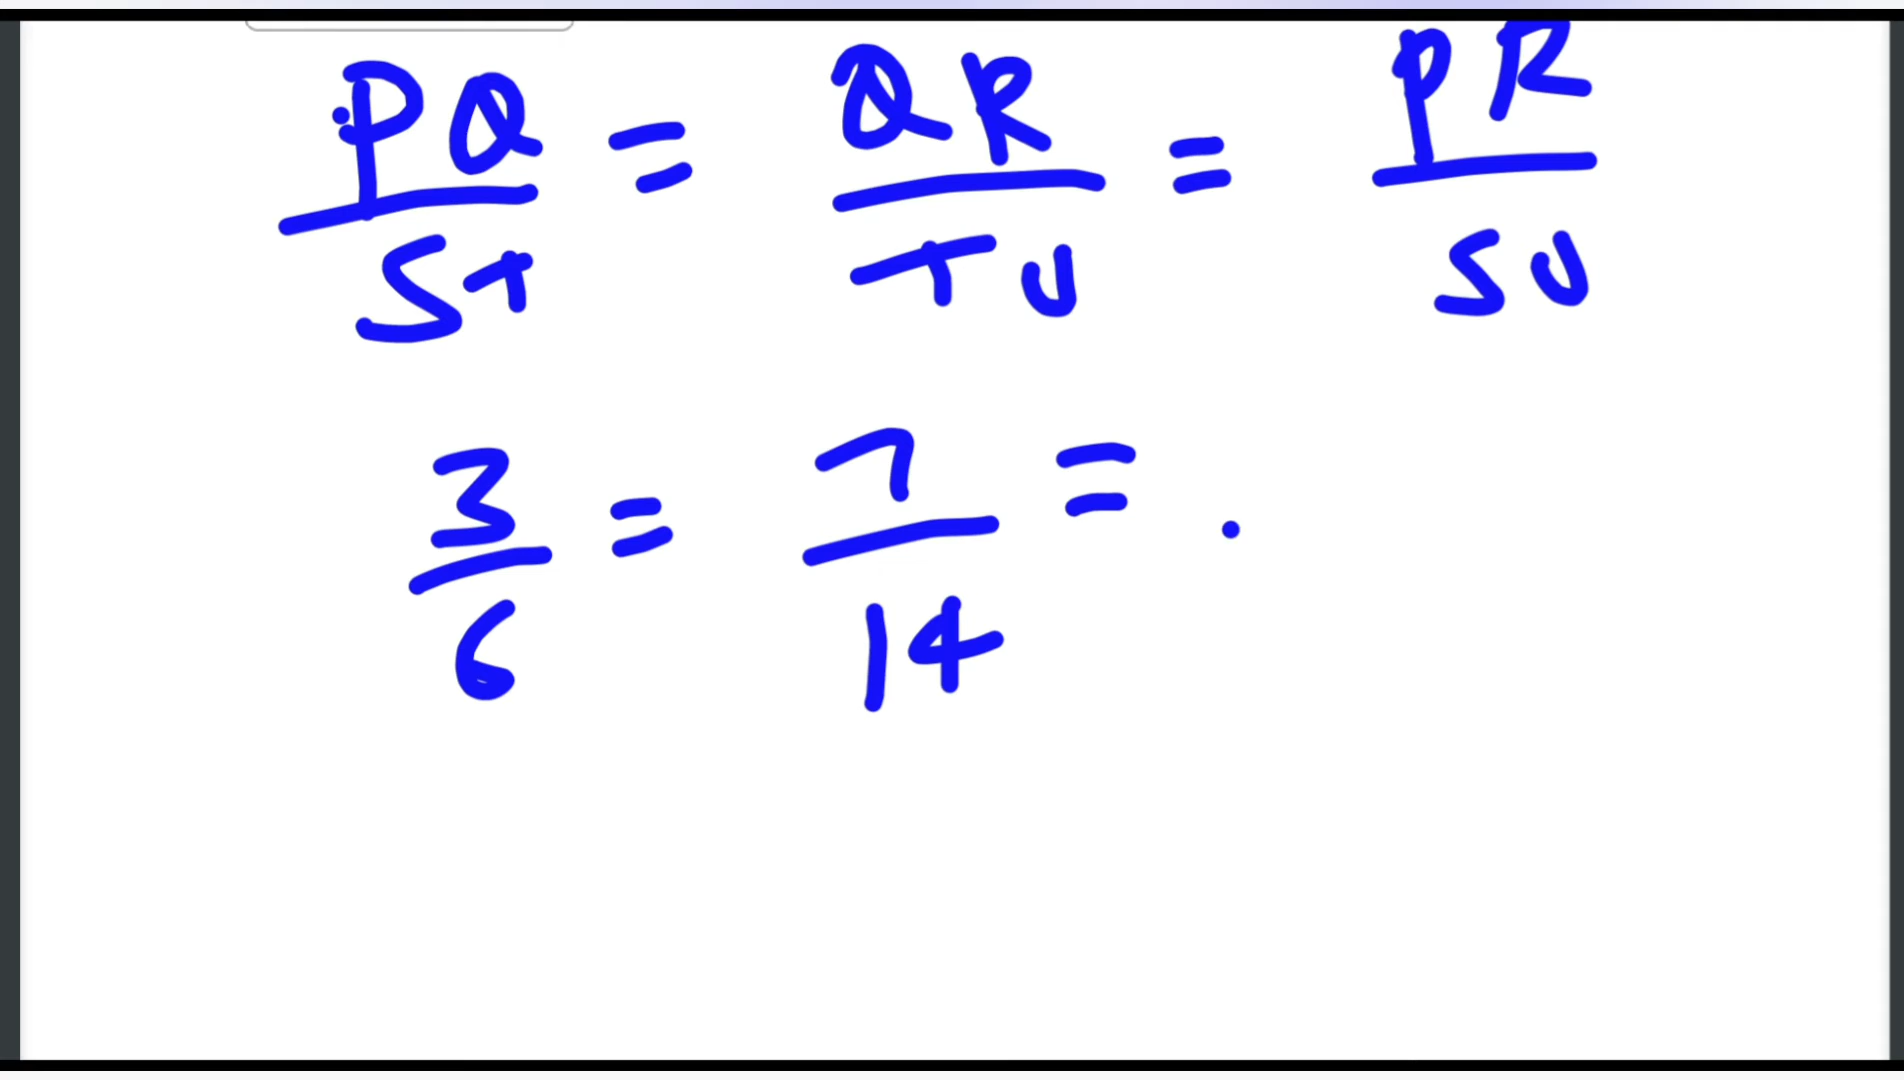 PQ/ST = QR/TU = PR/SU
3/6 = 7/14 = .